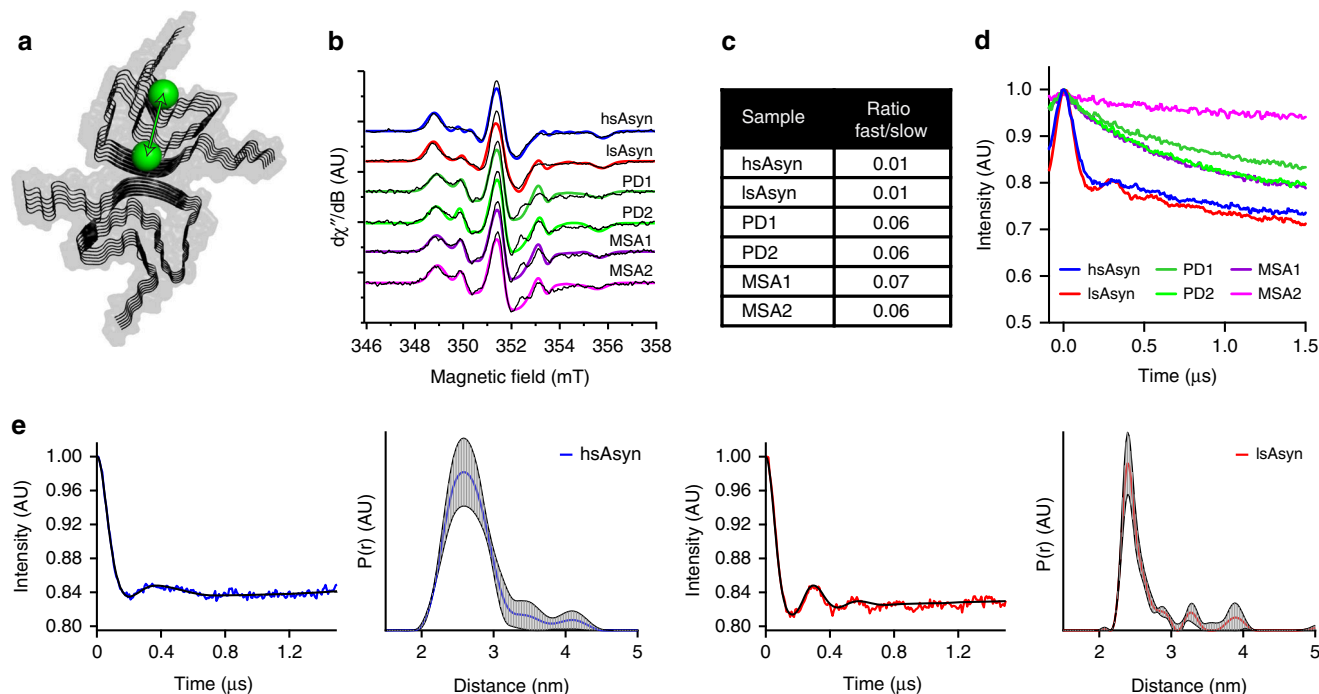 a
b
dχ″/dB (AU)
hsAsyn
lsAsyn
PD1
PD2
MSA1
MSA2
346 348 350 352 354 356 358
Magnetic field (mT)
c
Sample Ratio fast/slow
hsAsyn 0.01
lsAsyn 0.01
PD1 0.06
PD2 0.06
MSA1 0.07
MSA2 0.06
d
Intensity (AU)
1.0
0.9
0.8
0.7
0.6
0.5
hsAsyn PD1 MSA1
lsAsyn PD2 MSA2
0.0 0.5 1.0 1.5
Time (μs)
e
Intensity (AU)
1.00
0.96
0.92
0.88
0.84
0.80
0 0.4 0.8 1.2
Time (μs)
P(r) (AU)
hsAsyn
2 3 4 5
Distance (nm)
Intensity (AU)
1.00
0.96
0.92
0.88
0.84
0.80
0 0.4 0.8 1.2
Time (μs)
P(r) (AU)
lsAsyn
2 3 4 5
Distance (nm)